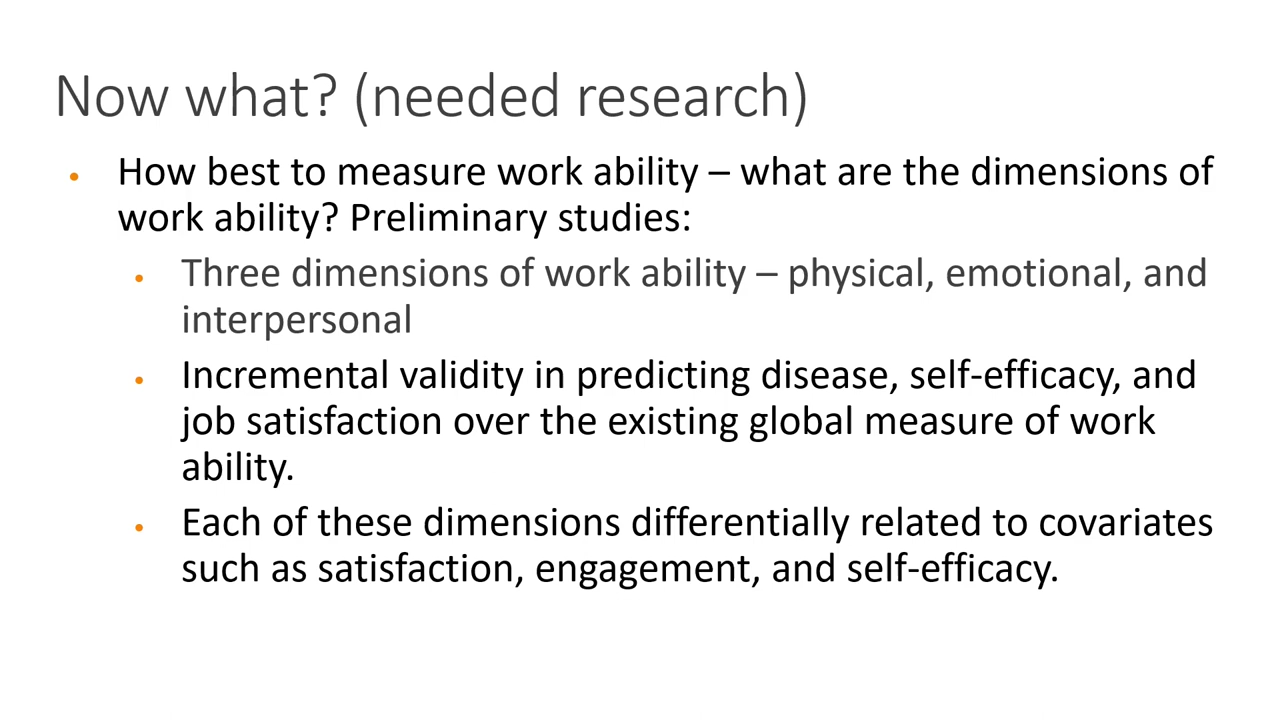 Now what? (needed research)
• How best to measure work ability – what are the dimensions of
work ability? Preliminary studies:
• Three dimensions of work ability – physical, emotional, and
interpersonal
• Incremental validity in predicting disease, self-efficacy, and
job satisfaction over the existing global measure of work
ability.
• Each of these dimensions differentially related to covariates
such as satisfaction, engagement, and self-efficacy.